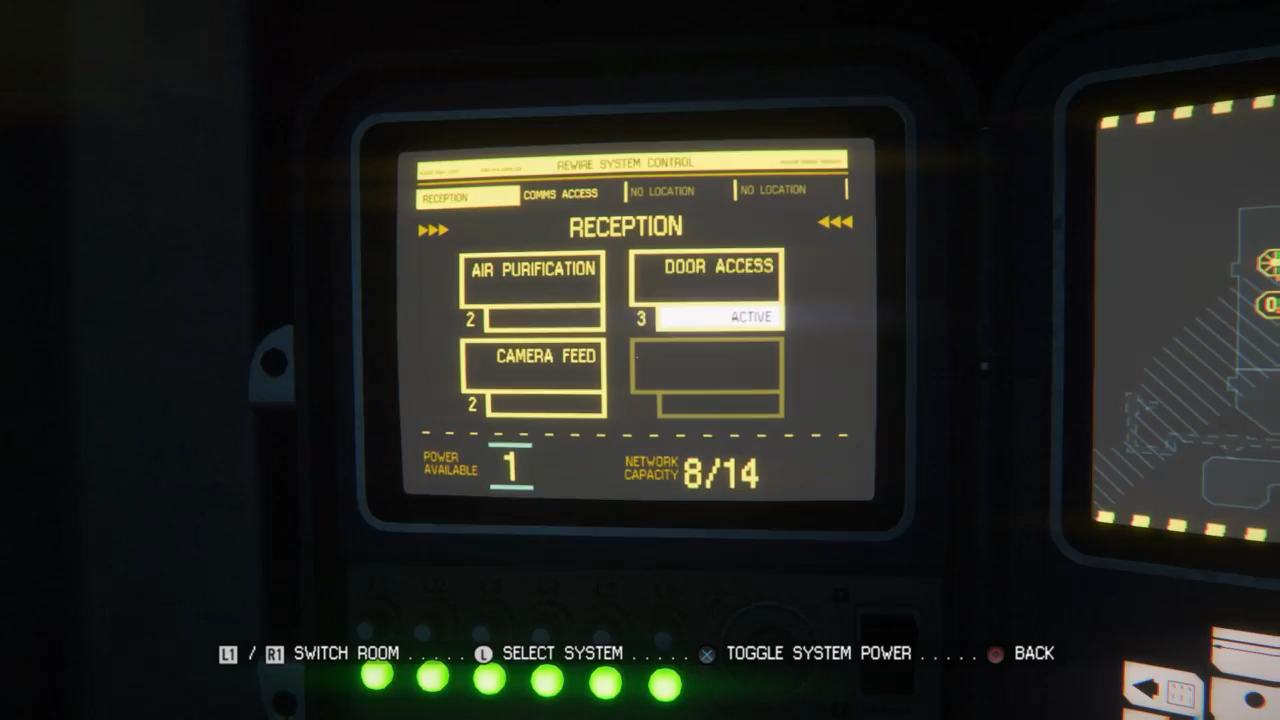 REWIRE SYSTEM CONTROL
RECEPTION
COMMS ACCESS
NO LOCATION
NO LOCATION
RECEPTION
AIR PURIFICATION
2
DOOR ACCESS
3 ACTIVE
CAMERA FEED
2
POWER
AVAILABLE
1
NETWORK
CAPACITY
8/14
L1 / R1 SWITCH ROOM ..... L SELECT SYSTEM ..... X TOGGLE SYSTEM POWER ..... BACK